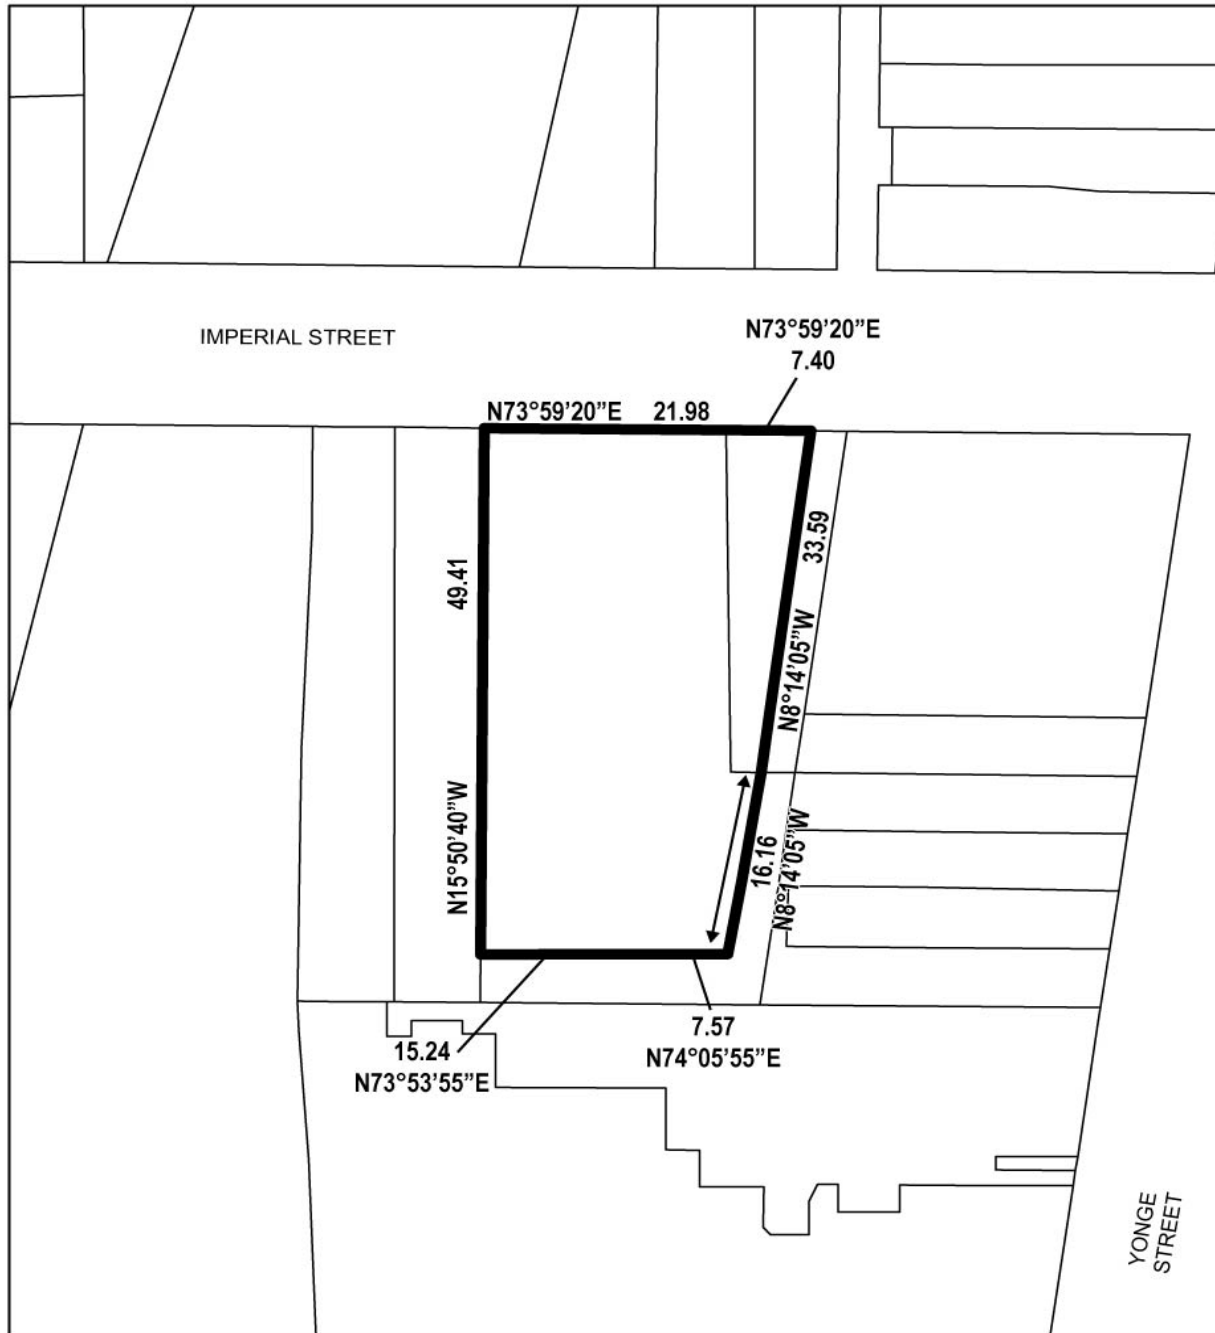 N73°59’20”E
7.40
IMPERIAL STREET
N73°59’20”E 21.98
33.59
49.41
N8°14’05”W
N15°50’40”W
16.16
N8°14’05”W
7.57
N74°05’55”E
15.24
N73°53’55”E
YONGE
STREET